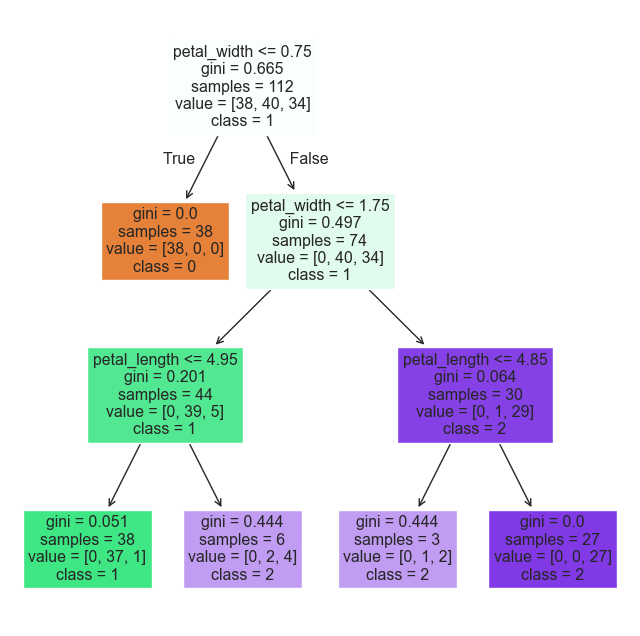 petal_width <= 0.75
gini = 0.665
samples = 112
value = [38, 40, 34]
class = 1
True
False
gini = 0.0
samples = 38
value = [38, 0, 0]
class = 0
petal_width <= 1.75
gini = 0.497
samples = 74
value = [0, 40, 34]
class = 1
petal_length <= 4.95
gini = 0.201
samples = 44
value = [0, 39, 5]
class = 1
petal_length <= 4.85
gini = 0.064
samples = 30
value = [0, 1, 29]
class = 2
gini = 0.051
samples = 38
value = [0, 37, 1]
class = 1
gini = 0.444
samples = 6
value = [0, 2, 4]
class = 2
gini = 0.444
samples = 3
value = [0, 1, 2]
class = 2
gini = 0.0
samples = 27
value = [0, 0, 27]
class = 2